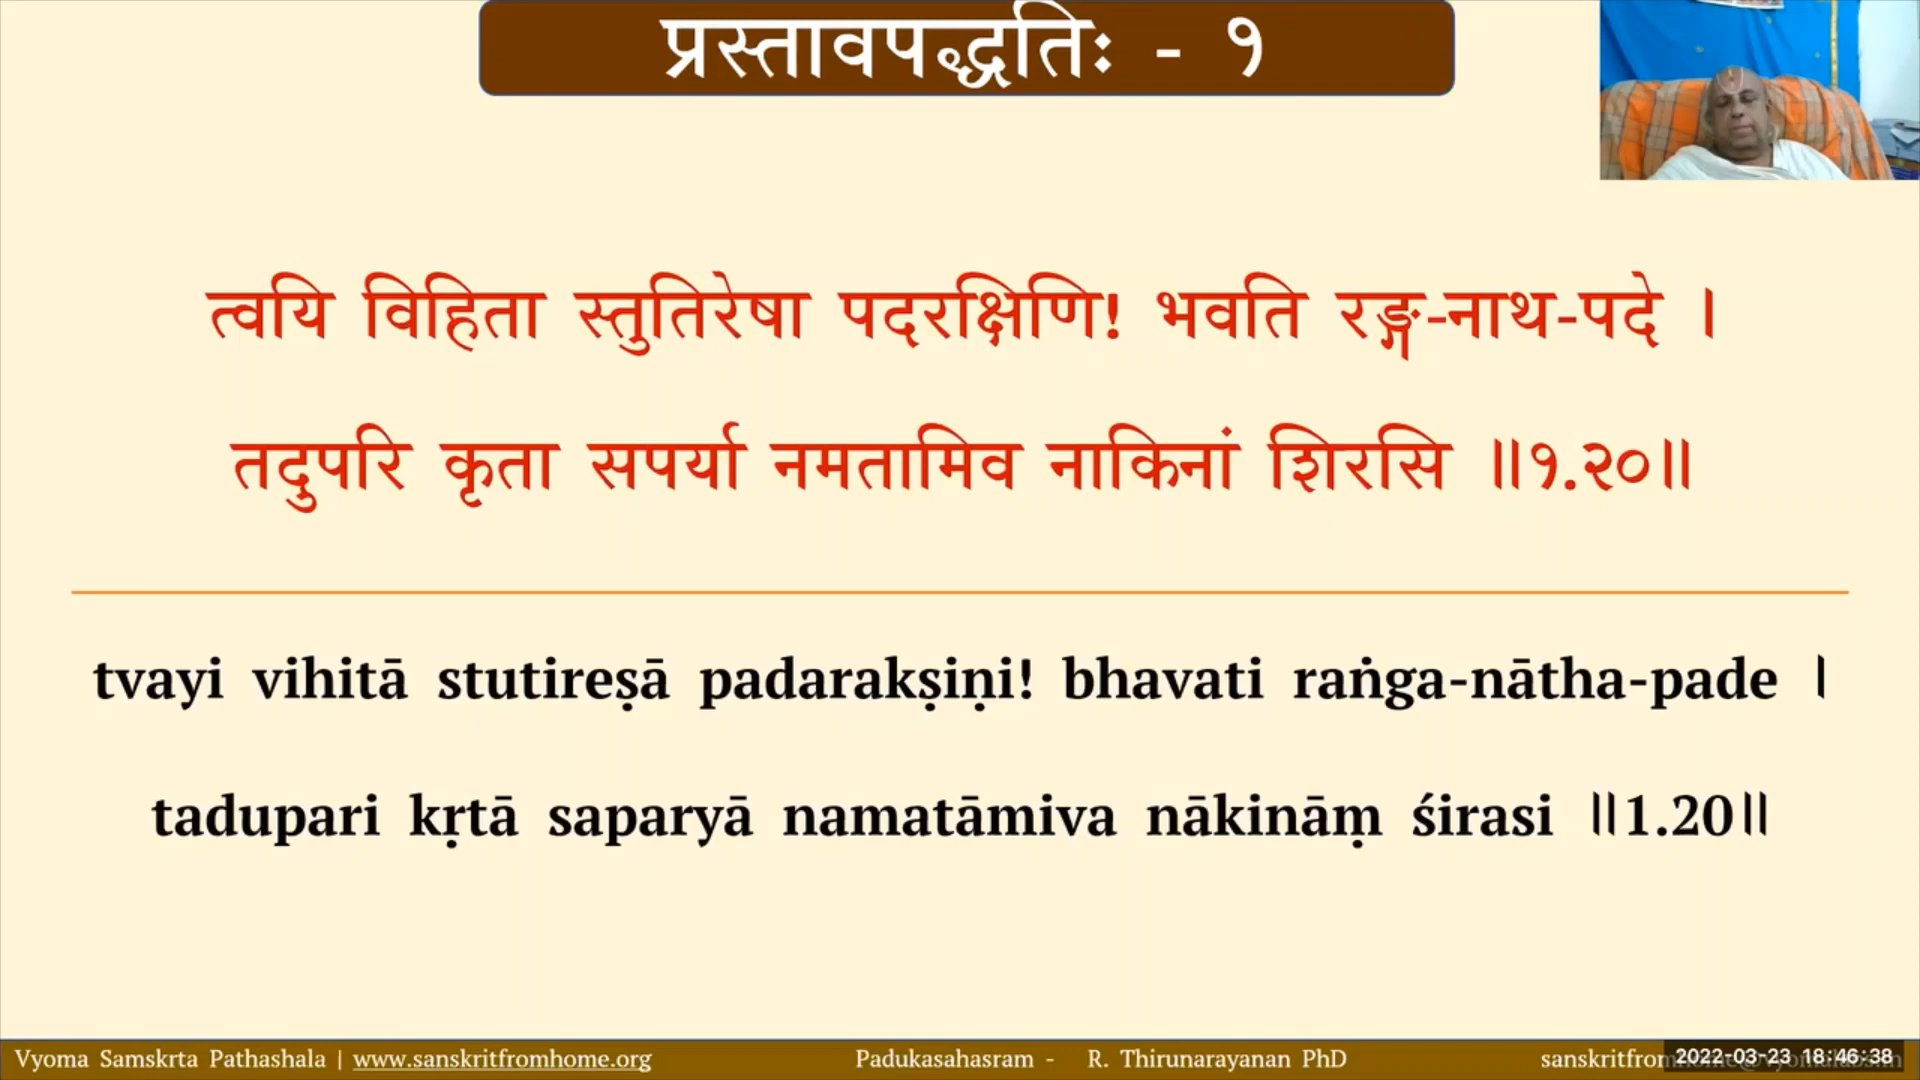 प्रस्तावपद्धतिः - १
त्वयि विहिता स्तुतिरेषा पदरक्षिणि! भवति रङ्ग-नाथ-पदे ।
तदुपरि कृता सपर्या नमतामिव नाकिनां शिरसि ॥१.२०॥
tvayi vihitā stutireṣā padarakṣiṇi! bhavati raṅga-nātha-pade ।
tadupari kṛtā saparyā namatāmiva nākināṃ śirasi ॥1.20॥
Vyoma Samskrta Pathashala | www.sanskritfromhome.org Padukasahasram - R. Thirunarayanan PhD
2022-03-23 18:46:38